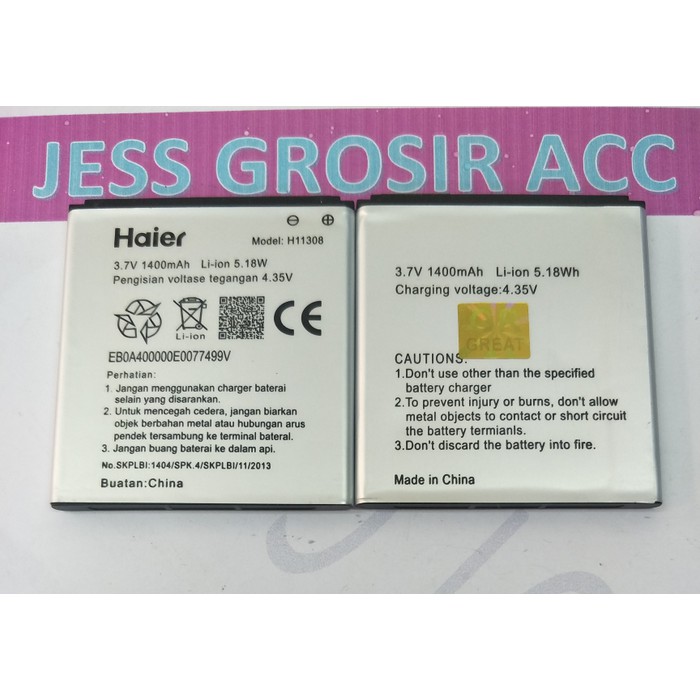 JESS GROSIR ACC
Haier
Model: H11308
3.7V 1400mAh Li-ion 5.18W
Pengisian voltase tegangan 4.35V
Li-ion
EB0A400000E0077499V
Perhatian:
1. Jangan menggunakan charger baterai
selain yang disarankan.
2. Untuk mencegah cedera, jangan biarkan
objek berbahan metal atau hubungan arus
pendek tersambung ke terminal baterai.
3. Jangan buang baterai ke dalam api.
No.SKPLBI:1404/SPK.4/SKPLBI/11/2013
Buatan:China
3.7V 1400mAh Li-ion 5.18Wh
Charging voltage:4.35V
GREAT
CAUTIONS:
1.Don't use other than the specified
battery charger
2.To prevent injury or burns, don't allow
metal objects to contact or short circuit
the battery termianls.
3.Don't discard the battery into fire.
Made in China